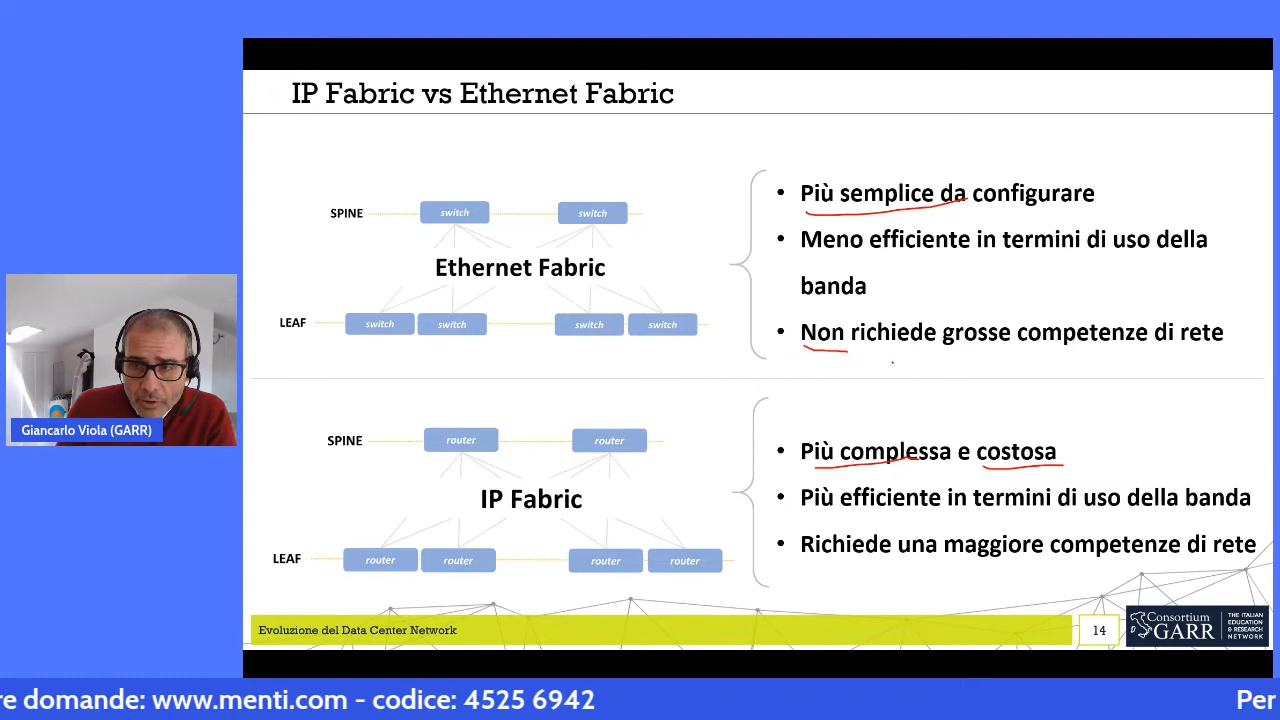 IP Fabric vs Ethernet Fabric
SPINE
switch
switch
Ethernet Fabric
LEAF
switch
switch
switch
switch
• Più semplice da configurare
• Meno efficiente in termini di uso della
banda
• Non richiede grosse competenze di rete
SPINE
router
router
IP Fabric
LEAF
router
router
router
router
• Più complessa e costosa
• Più efficiente in termini di uso della banda
• Richiede una maggiore competenze di rete
Giancarlo Viola (GARR)
Evoluzione del Data Center Network
14
Consortium
GARR
THE ITALIAN
EDUCATION
& RESEARCH
NETWORK
re domande: www.menti.com - codice: 4525 6942
Per